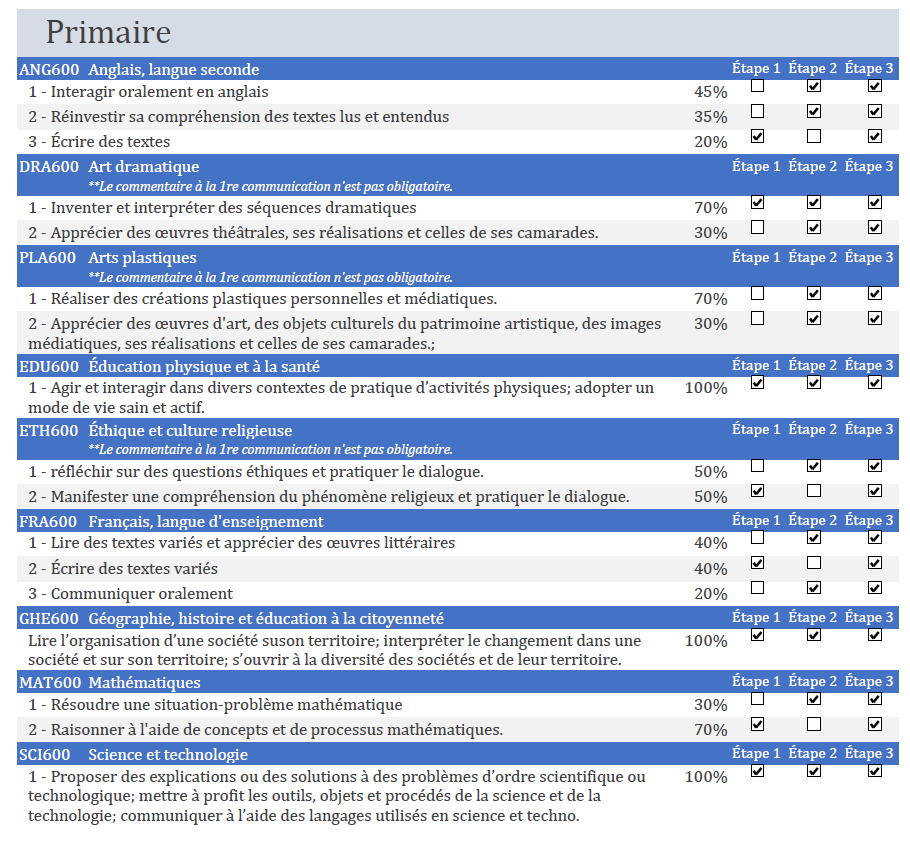 Primaire
ANG600 Anglais, langue seconde Étape 1 Étape 2 Étape 3
1 - Interagir oralement en anglais 45% ☐ ☑ ☑
2 - Réinvestir sa compréhension des textes lus et entendus 35% ☐ ☑ ☑
3 - Écrire des textes 20% ☑ ☐ ☑
DRA600 Art dramatique Étape 1 Étape 2 Étape 3
**Le commentaire à la 1re communication n'est pas obligatoire.
1 - Inventer et interpréter des séquences dramatiques 70% ☑ ☑ ☑
2 - Apprécier des œuvres théâtrales, ses réalisations et celles de ses camarades. 30% ☐ ☑ ☑
PLA600 Arts plastiques Étape 1 Étape 2 Étape 3
**Le commentaire à la 1re communication n'est pas obligatoire.
1 - Réaliser des créations plastiques personnelles et médiatiques. 70% ☐ ☑ ☑
2 - Apprécier des œuvres d'art, des objets culturels du patrimoine artistique, des images 30% ☐ ☑ ☑
médiatiques, ses réalisations et celles de ses camarades.;
EDU600 Éducation physique et à la santé Étape 1 Étape 2 Étape 3
1 - Agir et interagir dans divers contextes de pratique d’activités physiques; adopter un 100% ☑ ☑ ☑
mode de vie sain et actif.
ETH600 Éthique et culture religieuse Étape 1 Étape 2 Étape 3
**Le commentaire à la 1re communication n'est pas obligatoire.
1 - réfléchir sur des questions éthiques et pratiquer le dialogue. 50% ☐ ☑ ☑
2 - Manifester une compréhension du phénomène religieux et pratiquer le dialogue. 50% ☑ ☐ ☑
FRA600 Français, langue d'enseignement Étape 1 Étape 2 Étape 3
1 - Lire des textes variés et apprécier des œuvres littéraires 40% ☐ ☑ ☑
2 - Écrire des textes variés 40% ☑ ☐ ☑
3 - Communiquer oralement 20% ☐ ☑ ☑
GHE600 Géographie, histoire et éducation à la citoyenneté Étape 1 Étape 2 Étape 3
Lire l’organisation d’une société suson territoire; interpréter le changement dans une 100% ☑ ☑ ☑
société et sur son territoire; s’ouvrir à la diversité des sociétés et de leur territoire.
MAT600 Mathématiques Étape 1 Étape 2 Étape 3
1 - Résoudre une situation-problème mathématique 30% ☐ ☑ ☑
2 - Raisonner à l'aide de concepts et de processus mathématiques. 70% ☑ ☐ ☑
SCI600 Science et technologie Étape 1 Étape 2 Étape 3
1 - Proposer des explications ou des solutions à des problèmes d’ordre scientifique ou 100% ☑ ☑ ☑
technologique; mettre à profit les outils, objets et procédés de la science et de la
technologie; communiquer à l’aide des langages utilisés en science et techno.